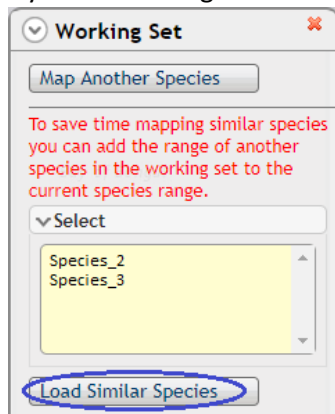 Working Set
Map Another Species
To save time mapping similar species
you can add the range of another
species in the working set to the
current species range.
Select
Species_2
Species_3
Load Similar Species